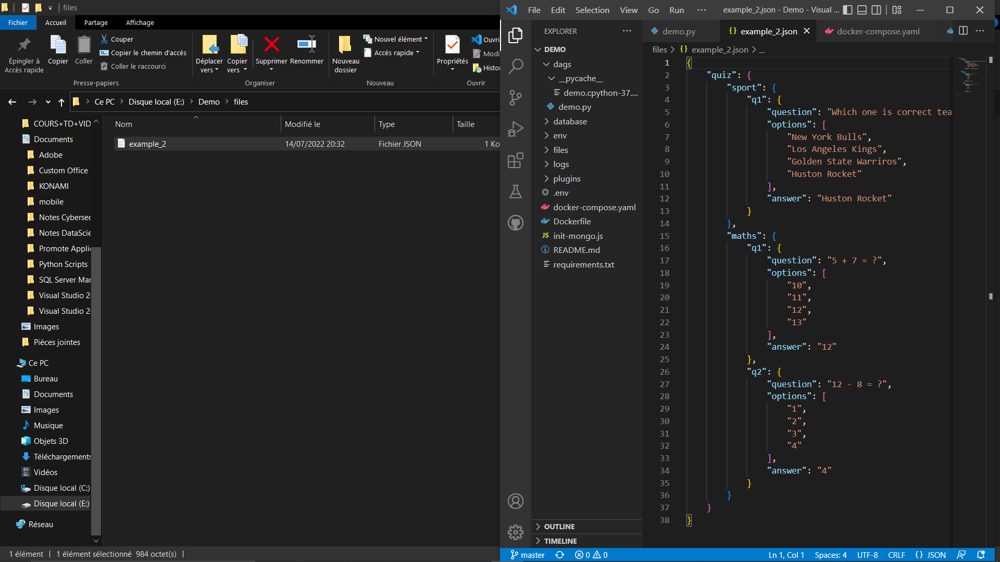 files
Fichier
Accueil
Partage
Affichage
Épingler à
Accès rapide
Copier
Coller
Couper
Copier le chemin d'accès
Coller le raccourci
Presse-papiers
Déplacer
vers
Copier
vers
Supprimer
Renommer
Organiser
Nouveau
dossier
Nouvel élément
Accès rapide
Nouveau
Propriétés
Ouvri
Modi
Histor
Ouvrir
Ce PC > Disque local (E:) > Demo > files
Nom
Modifié le
Type
Taille
example_2
14/07/2022 20:32
Fichier JSON
1 Ko
COURS+TD+VID
Documents
Adobe
Custom Office
KONAMI
mobile
Notes Cybersec
Notes DataScie
Promote Appli
Python Scripts
SQL Server Mar
Visual Studio 2
Visual Studio 2
Images
Pièces jointes
Ce PC
Bureau
Documents
Images
Musique
Objets 3D
Téléchargements
Vidéos
Disque local (C:)
Disque local (E:)
Réseau
1 élément
1 élément sélectionné 984 octet(s)
File Edit Selection View Go Run ···
example_2.json - Demo - Visual ...
EXPLORER
DEMO
dags
__pycache__
demo.cpython-37....
demo.py
database
env
files
logs
plugins
.env
docker-compose.yaml
Dockerfile
JS init-mongo.js
README.md
requirements.txt
OUTLINE
TIMELINE
demo.py
{} example_2.json
docker-compose.yaml
files > {} example_2.json > ...
1 {
2 "quiz": {
3 "sport": {
4 "q1": {
5 "question": "Which one is correct tea
6 "options": [
7 "New York Bulls",
8 "Los Angeles Kings",
9 "Golden State Warriros",
10 "Huston Rocket"
11 ],
12 "answer": "Huston Rocket"
13 }
14 },
15 "maths": {
16 "q1": {
17 "question": "5 + 7 = ?",
18 "options": [
19 "10",
20 "11",
21 "12",
22 "13"
23 ],
24 "answer": "12"
25 },
26 "q2": {
27 "question": "12 - 8 = ?",
28 "options": [
29 "1",
30 "2",
31 "3",
32 "4"
33 ],
34 "answer": "4"
35 }
36 }
37 }
38 }
master
0
0
Ln 1, Col 1
Spaces: 4
UTF-8
CRLF
{} JSON